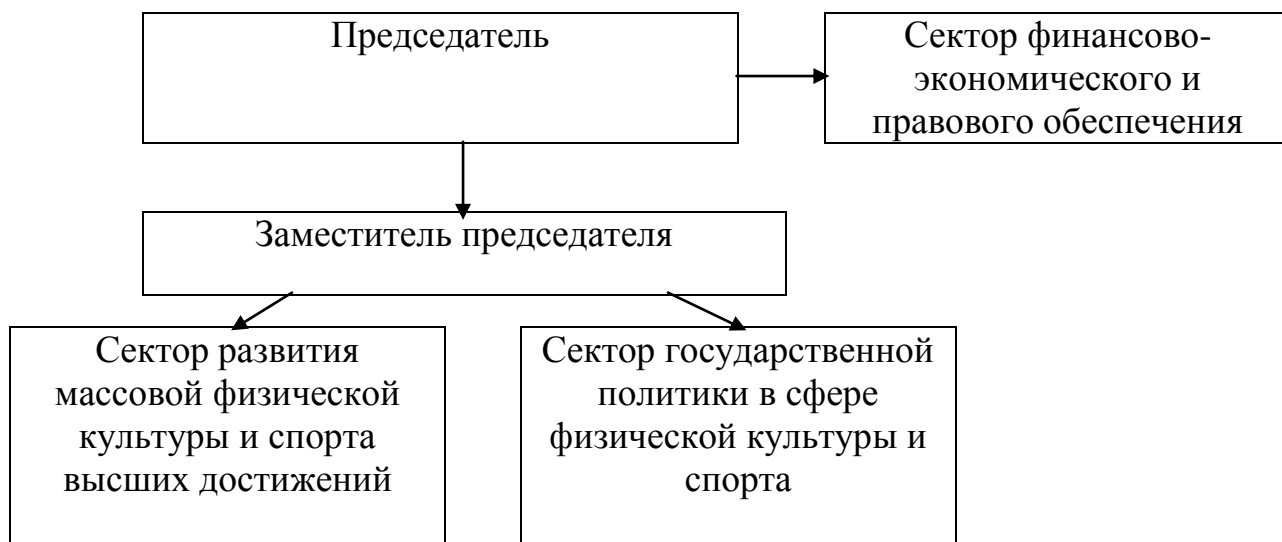 Председатель
Сектор финансово-
экономического и
правового обеспечения
Заместитель председателя
Сектор развития
массовой физической
культуры и спорта
высших достижений
Сектор государственной
политики в сфере
физической культуры и
спорта